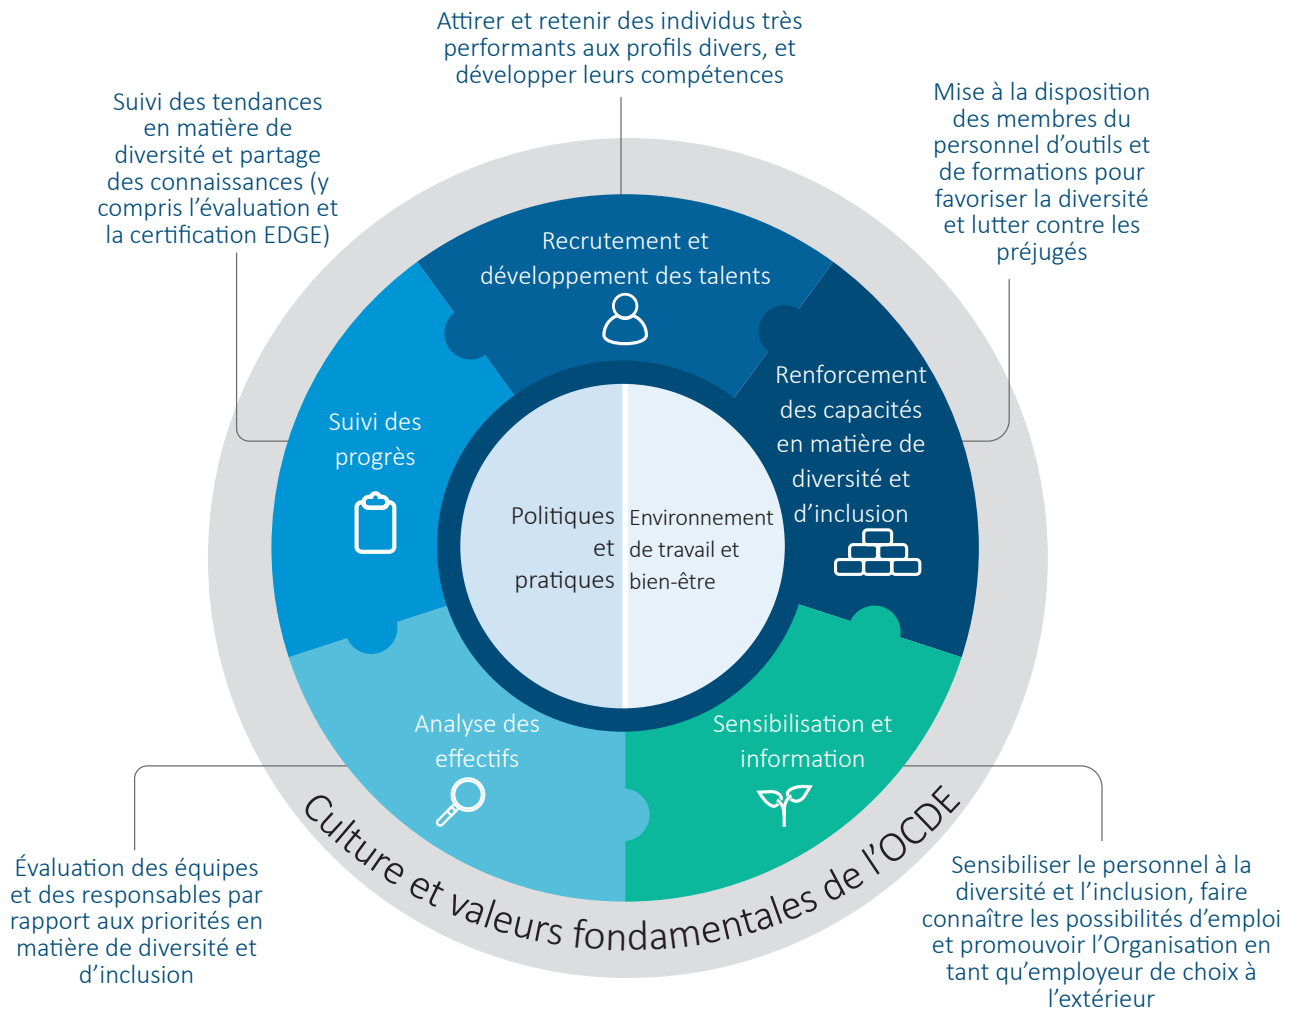 Attirer et retenir des individus très
performants aux profils divers, et
développer leurs compétences
Suivi des tendances
en matière de
diversité et partage
des connaissances (y
compris l’évaluation et
la certification EDGE)
Mise à la disposition
des membres du
personnel d’outils et
de formations pour
favoriser la diversité
et lutter contre les
préjugés
Recrutement et
développement des talents
Renforcement
des capacités
en matière de
diversité et
d’inclusion
Suivi des
progrès
Politiques
et
pratiques
Environnement
de travail et
bien-être
Analyse des
effectifs
Sensibilisation et
information
Culture et valeurs fondamentales de l’OCDE
Évaluation des équipes
et des responsables par
rapport aux priorités en
matière de diversité et
d’inclusion
Sensibiliser le personnel à la
diversité et l’inclusion, faire
connaître les possibilités d’emploi
et promouvoir l’Organisation en
tant qu’employeur de choix à
l’extérieur